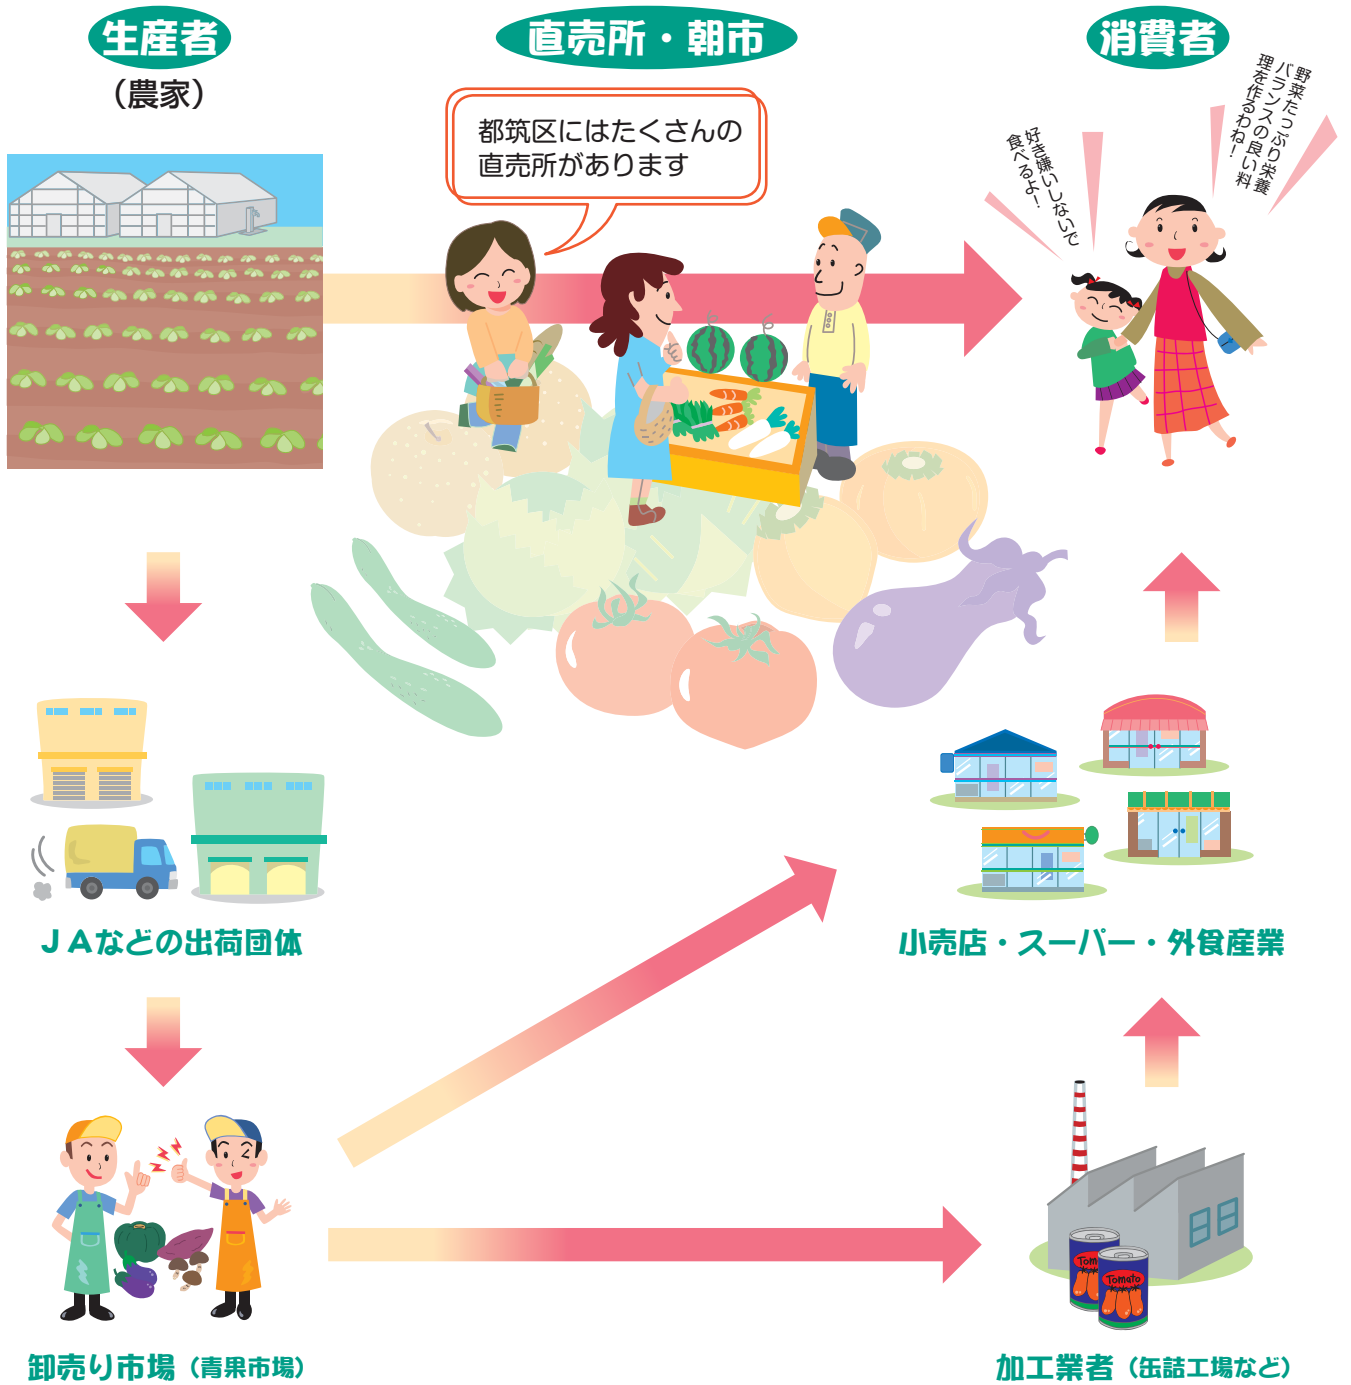 生産者
（農家）
直売所・朝市
消費者
都筑区にはたくさんの
直売所があります
野菜たっぷり栄養
バランスの良い料
理を作るわね！
好き嫌いしないで
食べるよ！
ＪＡなどの出荷団体
小売店・スーパー・外食産業
Tomato
Tomato
卸売り市場（青果市場）
加工業者（缶詰工場など）